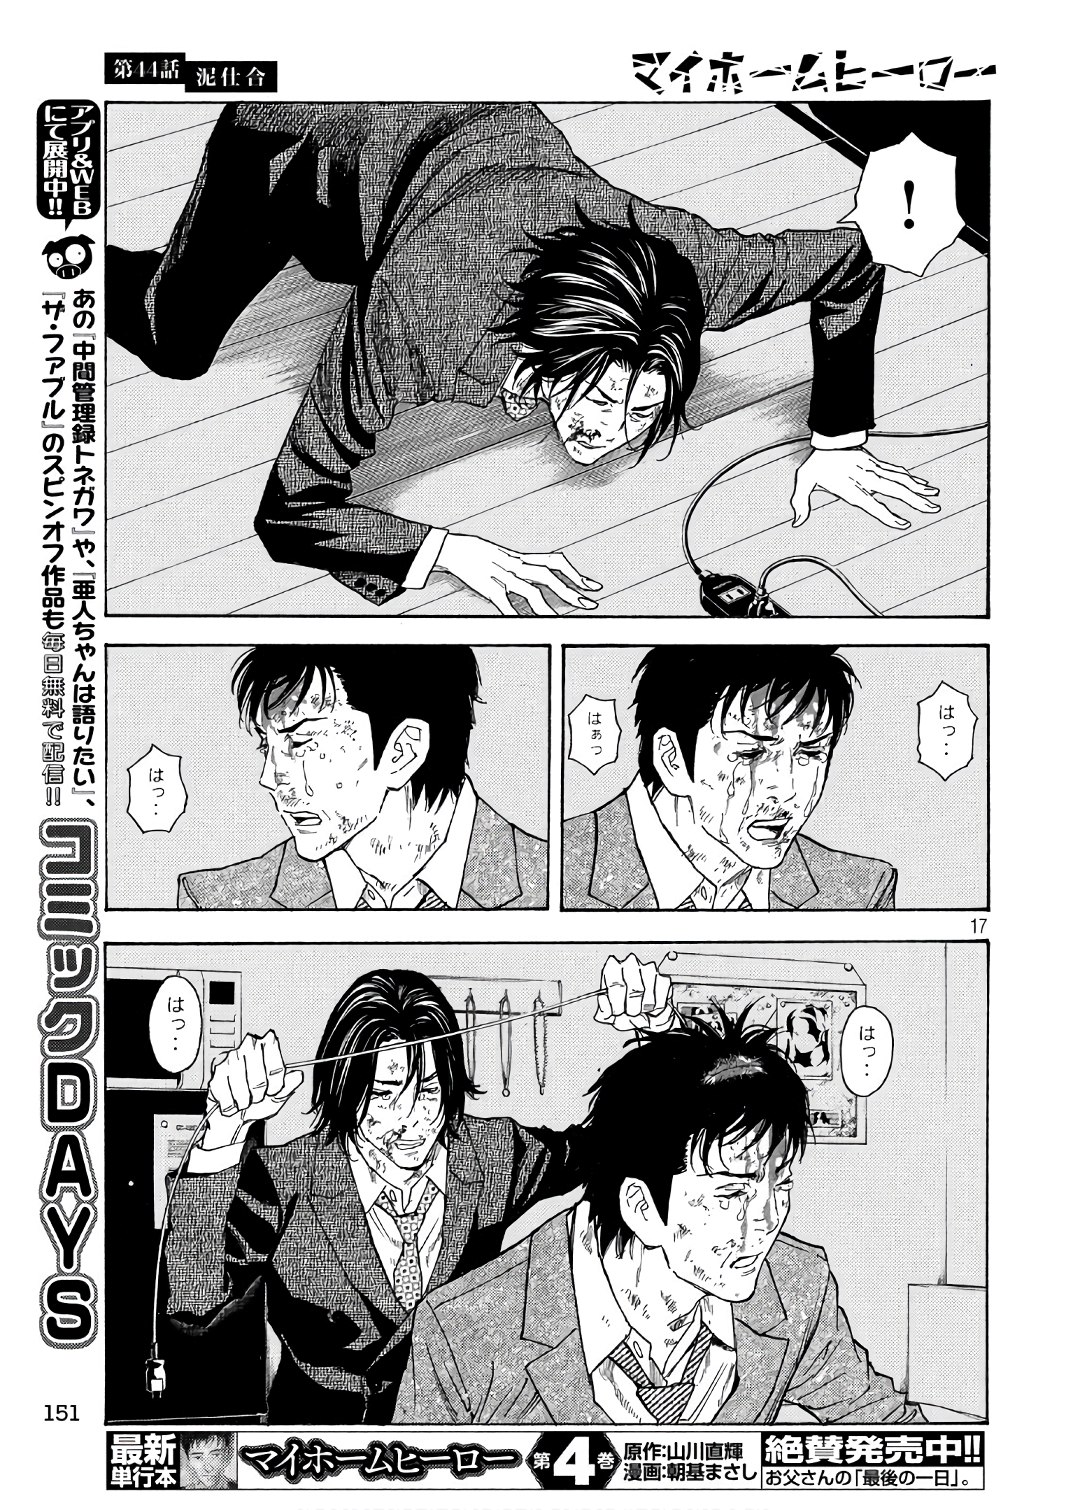 マイホームヒーロー
第44話
泥仕合
アプリ&WEB
にて展開中!!
あの『中間管理録トネガワ』や、『亜人ちゃんは語りたい』、
『ザ・ファブル』のスピンオフ作品も毎日無料で配信!!
コミックDAYS
!
はっ‥
はぁっ
はっ‥
17
はっ‥
はっ‥
151
最新
単行本
マイホームヒーロー
第4巻
原作:山川直輝
漫画:朝基まさし
絶賛発売中!!
お父さんの「最後の一日」。